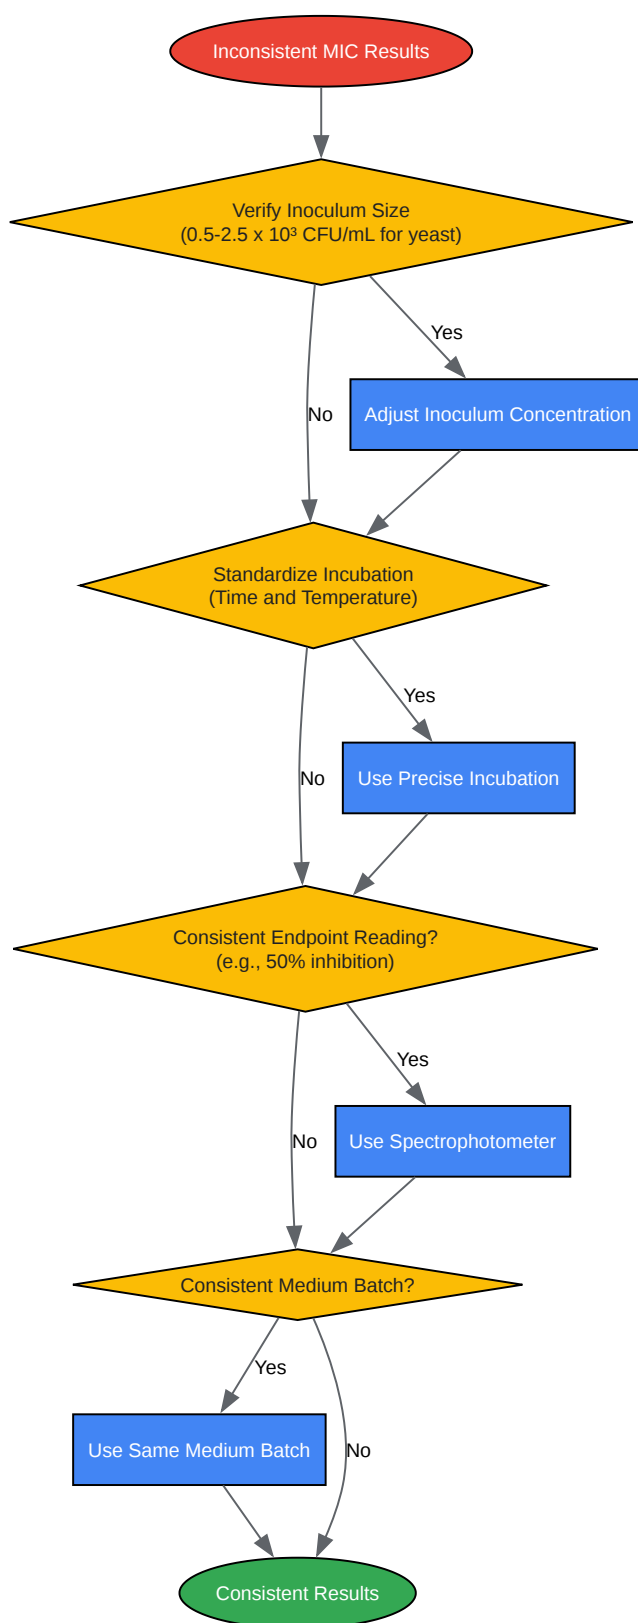 Inconsistent MIC Results
Verify Inoculum Size
(0.5-2.5 x 10³ CFU/mL for yeast)
Yes
No
Adjust Inoculum Concentration
Standardize Incubation
(Time and Temperature)
Yes
No
Use Precise Incubation
Consistent Endpoint Reading?
(e.g., 50% inhibition)
Yes
No
Use Spectrophotometer
Consistent Medium Batch?
Yes
Use Same Medium Batch
No
Consistent Results